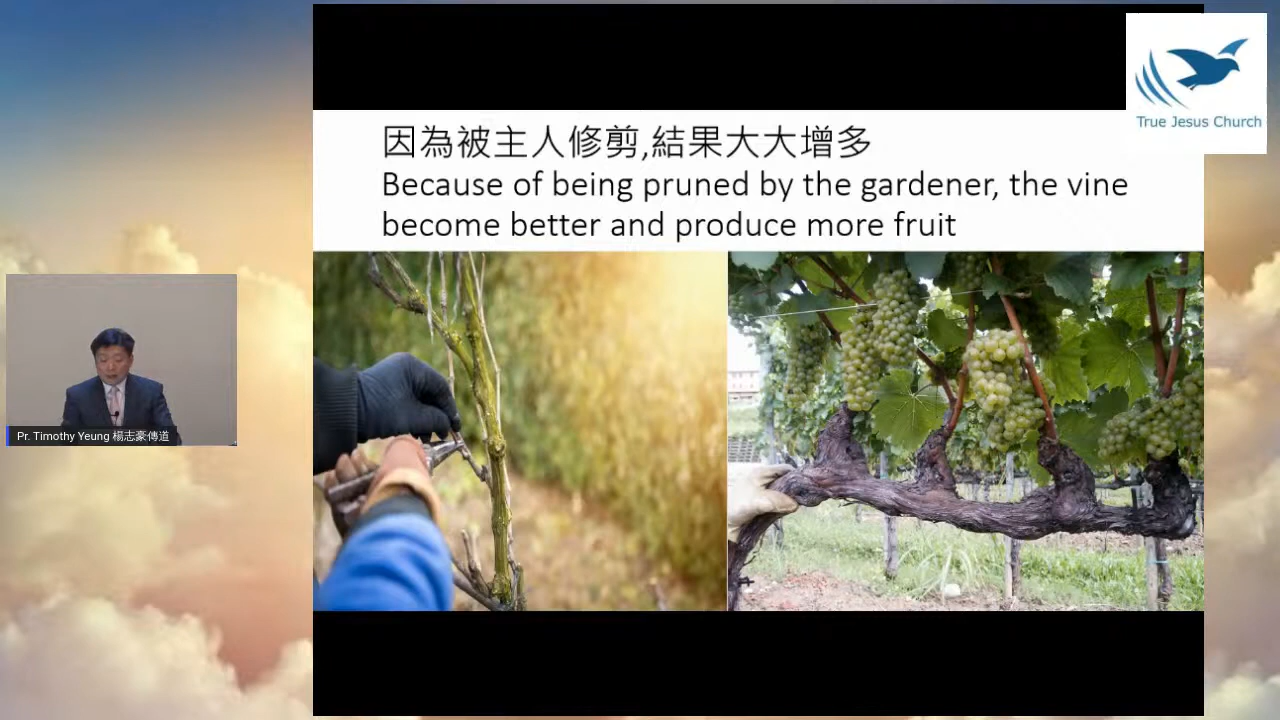 True Jesus Church
因為被主人修剪,結果大大增多
Because of being pruned by the gardener, the vine
become better and produce more fruit
Pr. Timothy Yeung 楊志豪傳道